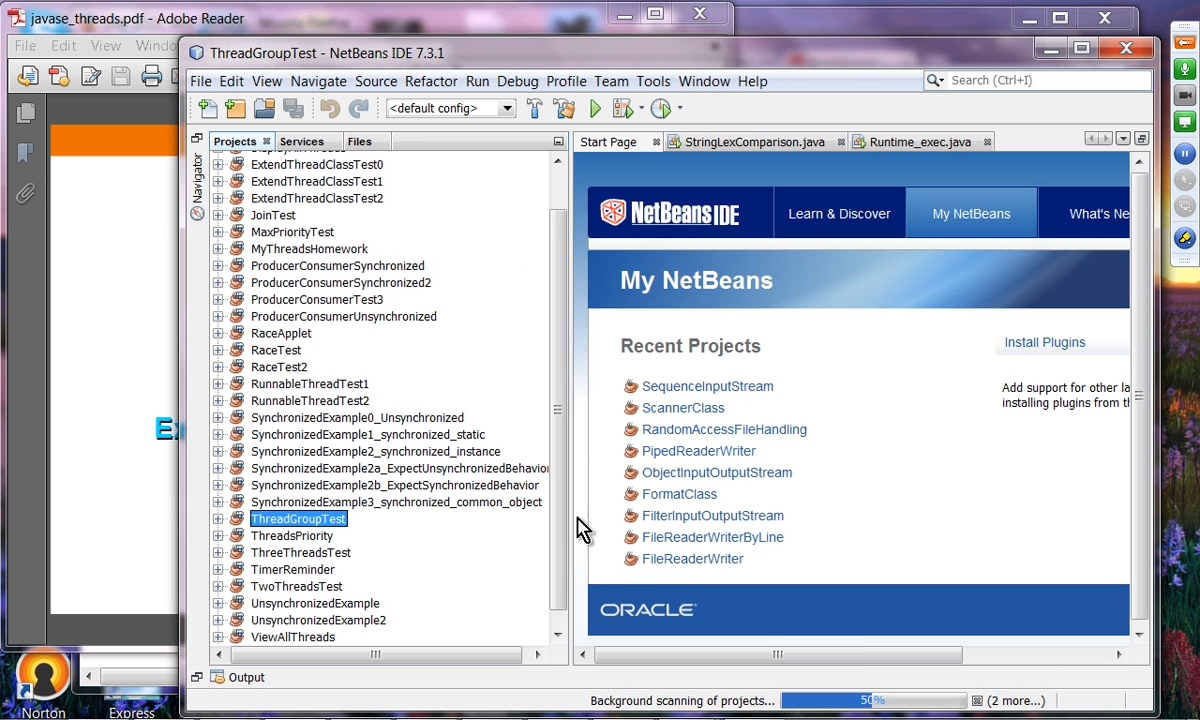 javase_threads.pdf - Adobe Reader
File Edit View Windo
ThreadGroupTest - NetBeans IDE 7.3.1
File Edit View Navigate Source Refactor Run Debug Profile Team Tools Window Help
Search (Ctrl+I)
<default config>
Projects Services Files
Start Page StringLexComparison.java Runtime_exec.java
Navigator
ExtendThreadClassTest0
ExtendThreadClassTest1
ExtendThreadClassTest2
JoinTest
MaxPriorityTest
MyThreadsHomework
ProducerConsumerSynchronized
ProducerConsumerSynchronized2
ProducerConsumerTest3
ProducerConsumerUnsynchronized
RaceApplet
RaceTest
RaceTest2
RunnableThreadTest1
RunnableThreadTest2
SynchronizedExample0_Unsynchronized
SynchronizedExample1_synchronized_static
SynchronizedExample2_synchronized_instance
SynchronizedExample2a_ExpectUnsynchronizedBehavior
SynchronizedExample2b_ExpectSynchronizedBehavior
SynchronizedExample3_synchronized_common_object
ThreadGroupTest
ThreadsPriority
ThreeThreadsTest
TimerReminder
TwoThreadsTest
UnsynchronizedExample
UnsynchronizedExample2
ViewAllThreads
NetBeans IDE
Learn & Discover
My NetBeans
What's Ne
My NetBeans
Recent Projects
SequenceInputStream
ScannerClass
RandomAccessFileHandling
PipedReaderWriter
ObjectInputOutputStream
FormatClass
FilterInputOutputStream
FileReaderWriterByLine
FileReaderWriter
Install Plugins
Add support for other la
installing plugins from th
ORACLE
Output
Background scanning of projects... 50% (2 more...)
Norton
Express